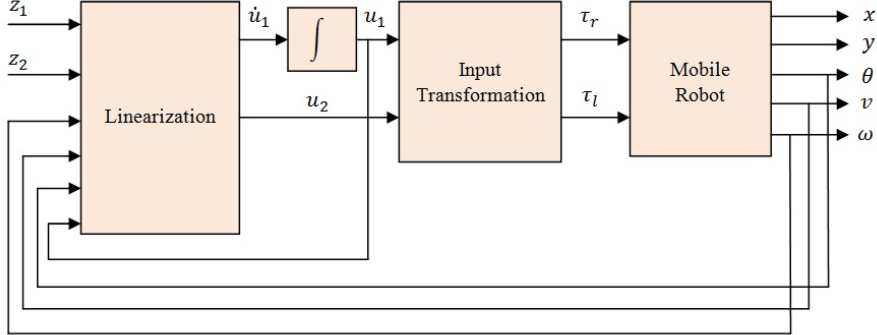 z₁
z₂
Linearization
u̇₁
∫
u₁
u₂
Input
Transformation
τᵣ
τₗ
Mobile
Robot
x
y
θ
v
ω